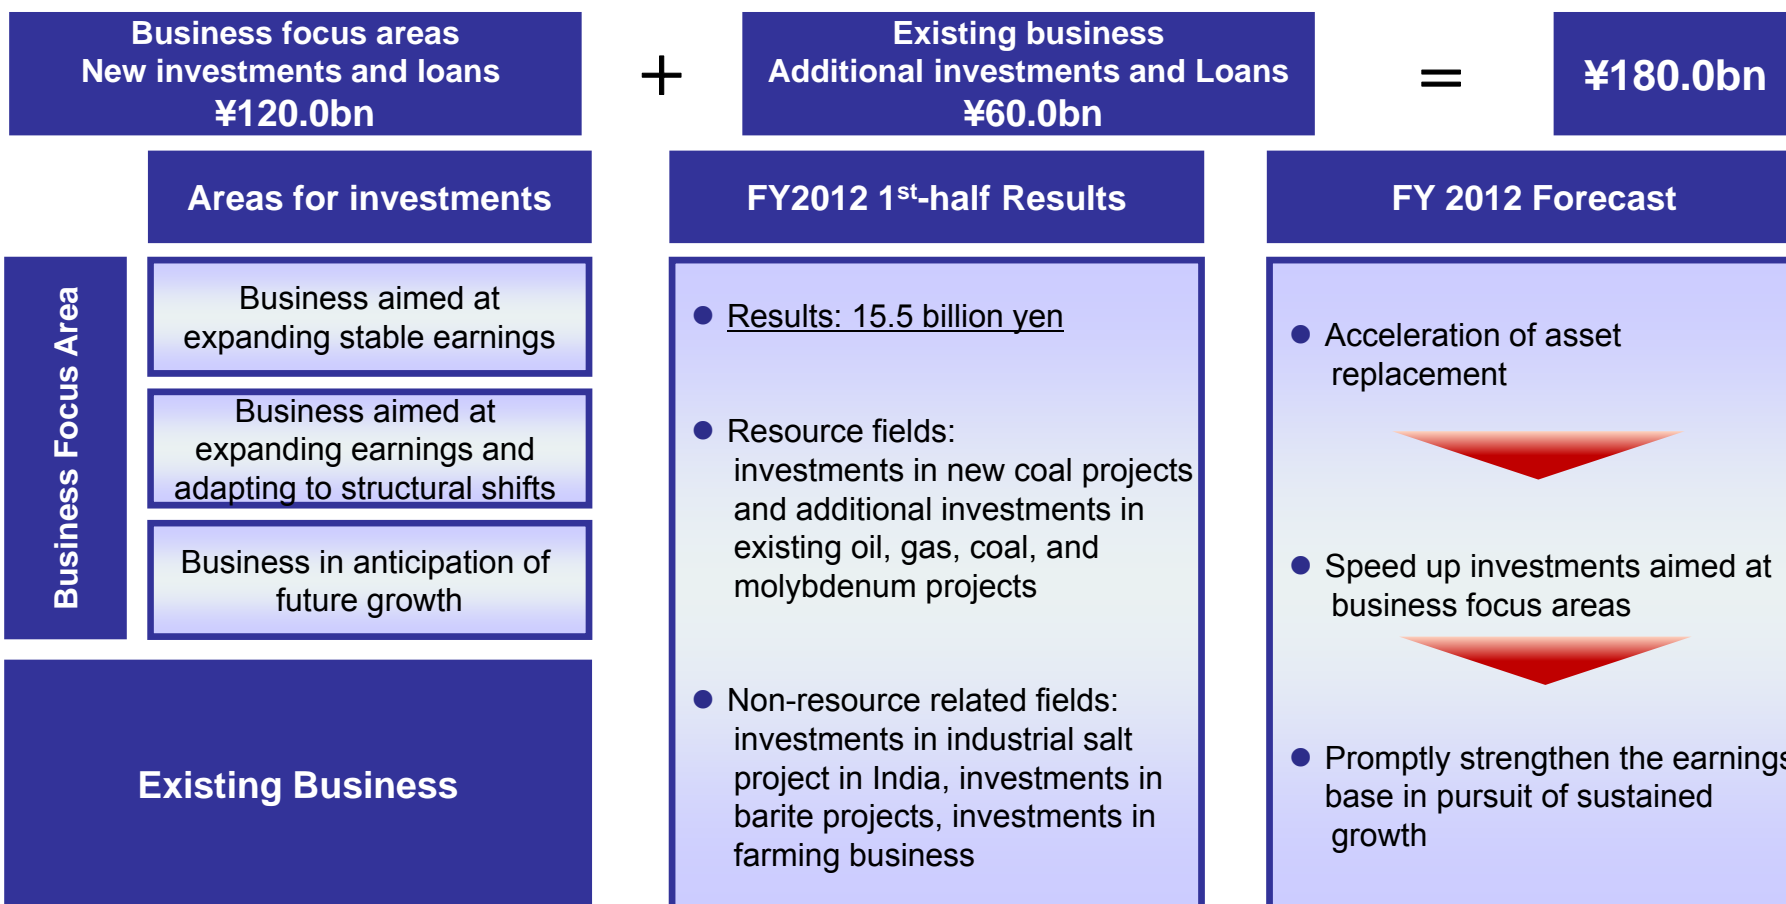 Business focus areas
New investments and loans
¥120.0bn
+
Existing business
Additional investments and Loans
¥60.0bn
=
¥180.0bn
Areas for investments
FY2012 1st-half Results
FY 2012 Forecast
Business Focus Area
Business aimed at
expanding stable earnings
Business aimed at
expanding earnings and
adapting to structural shifts
Business in anticipation of
future growth
Existing Business
● Results: 15.5 billion yen
● Resource fields:
investments in new coal projects
and additional investments in
existing oil, gas, coal, and
molybdenum projects
● Non-resource related fields:
investments in industrial salt
project in India, investments in
barite projects, investments in
farming business
● Acceleration of asset
replacement
● Speed up investments aimed at
business focus areas
● Promptly strengthen the earnings
base in pursuit of sustained
growth